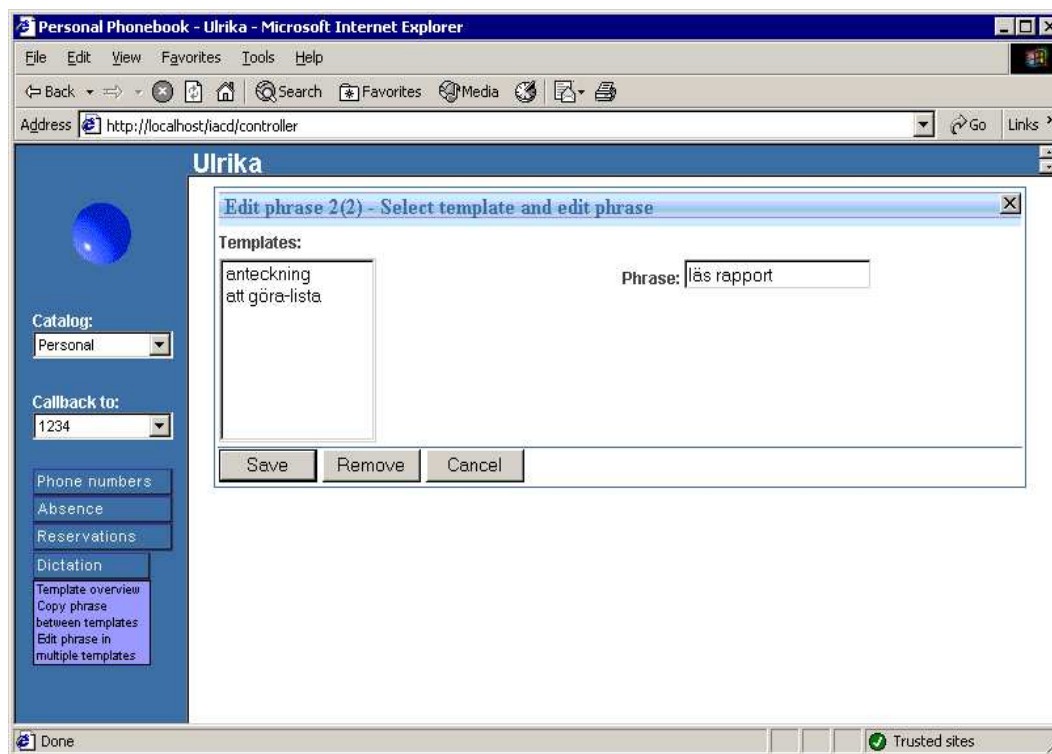 Personal Phonebook - Ulrika - Microsoft Internet Explorer
File Edit View Favorites Tools Help
Back Search Favorites Media
Address http://localhost/iacd/controller Go Links
Ulrika
Edit phrase 2(2) - Select template and edit phrase
Templates:
anteckning
att göra-lista
Phrase: läs rapport
Save Remove Cancel
Catalog:
Personal
Callback to:
1234
Phone numbers
Absence
Reservations
Dictation
Template overview
Copy phrase
between templates
Edit phrase in
multiple templates
Done Trusted sites